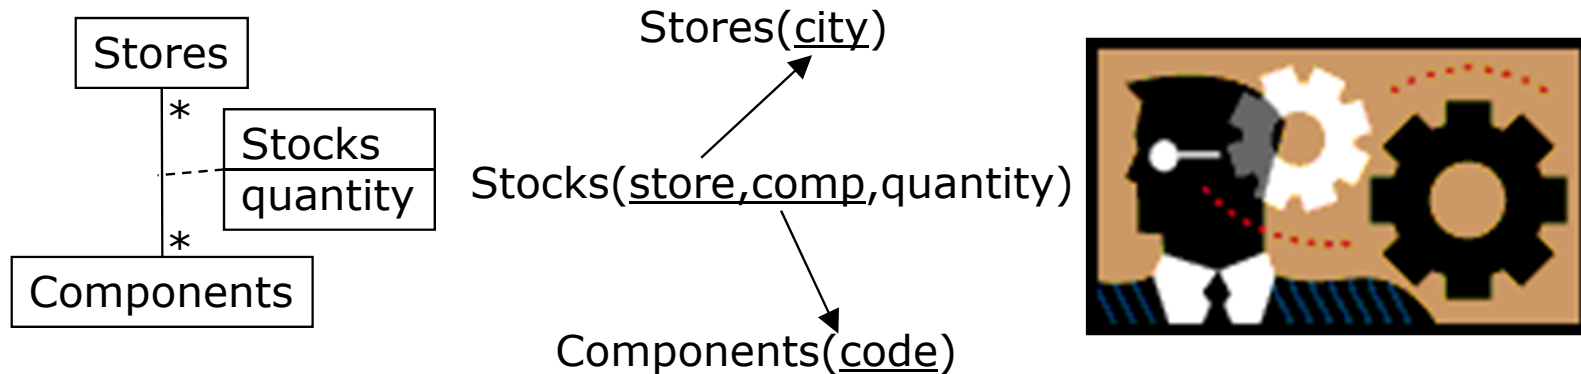 Stores
*
Stocks
quantity
*
Components
Stores(city)
Stocks(store,comp,quantity)
Components(code)